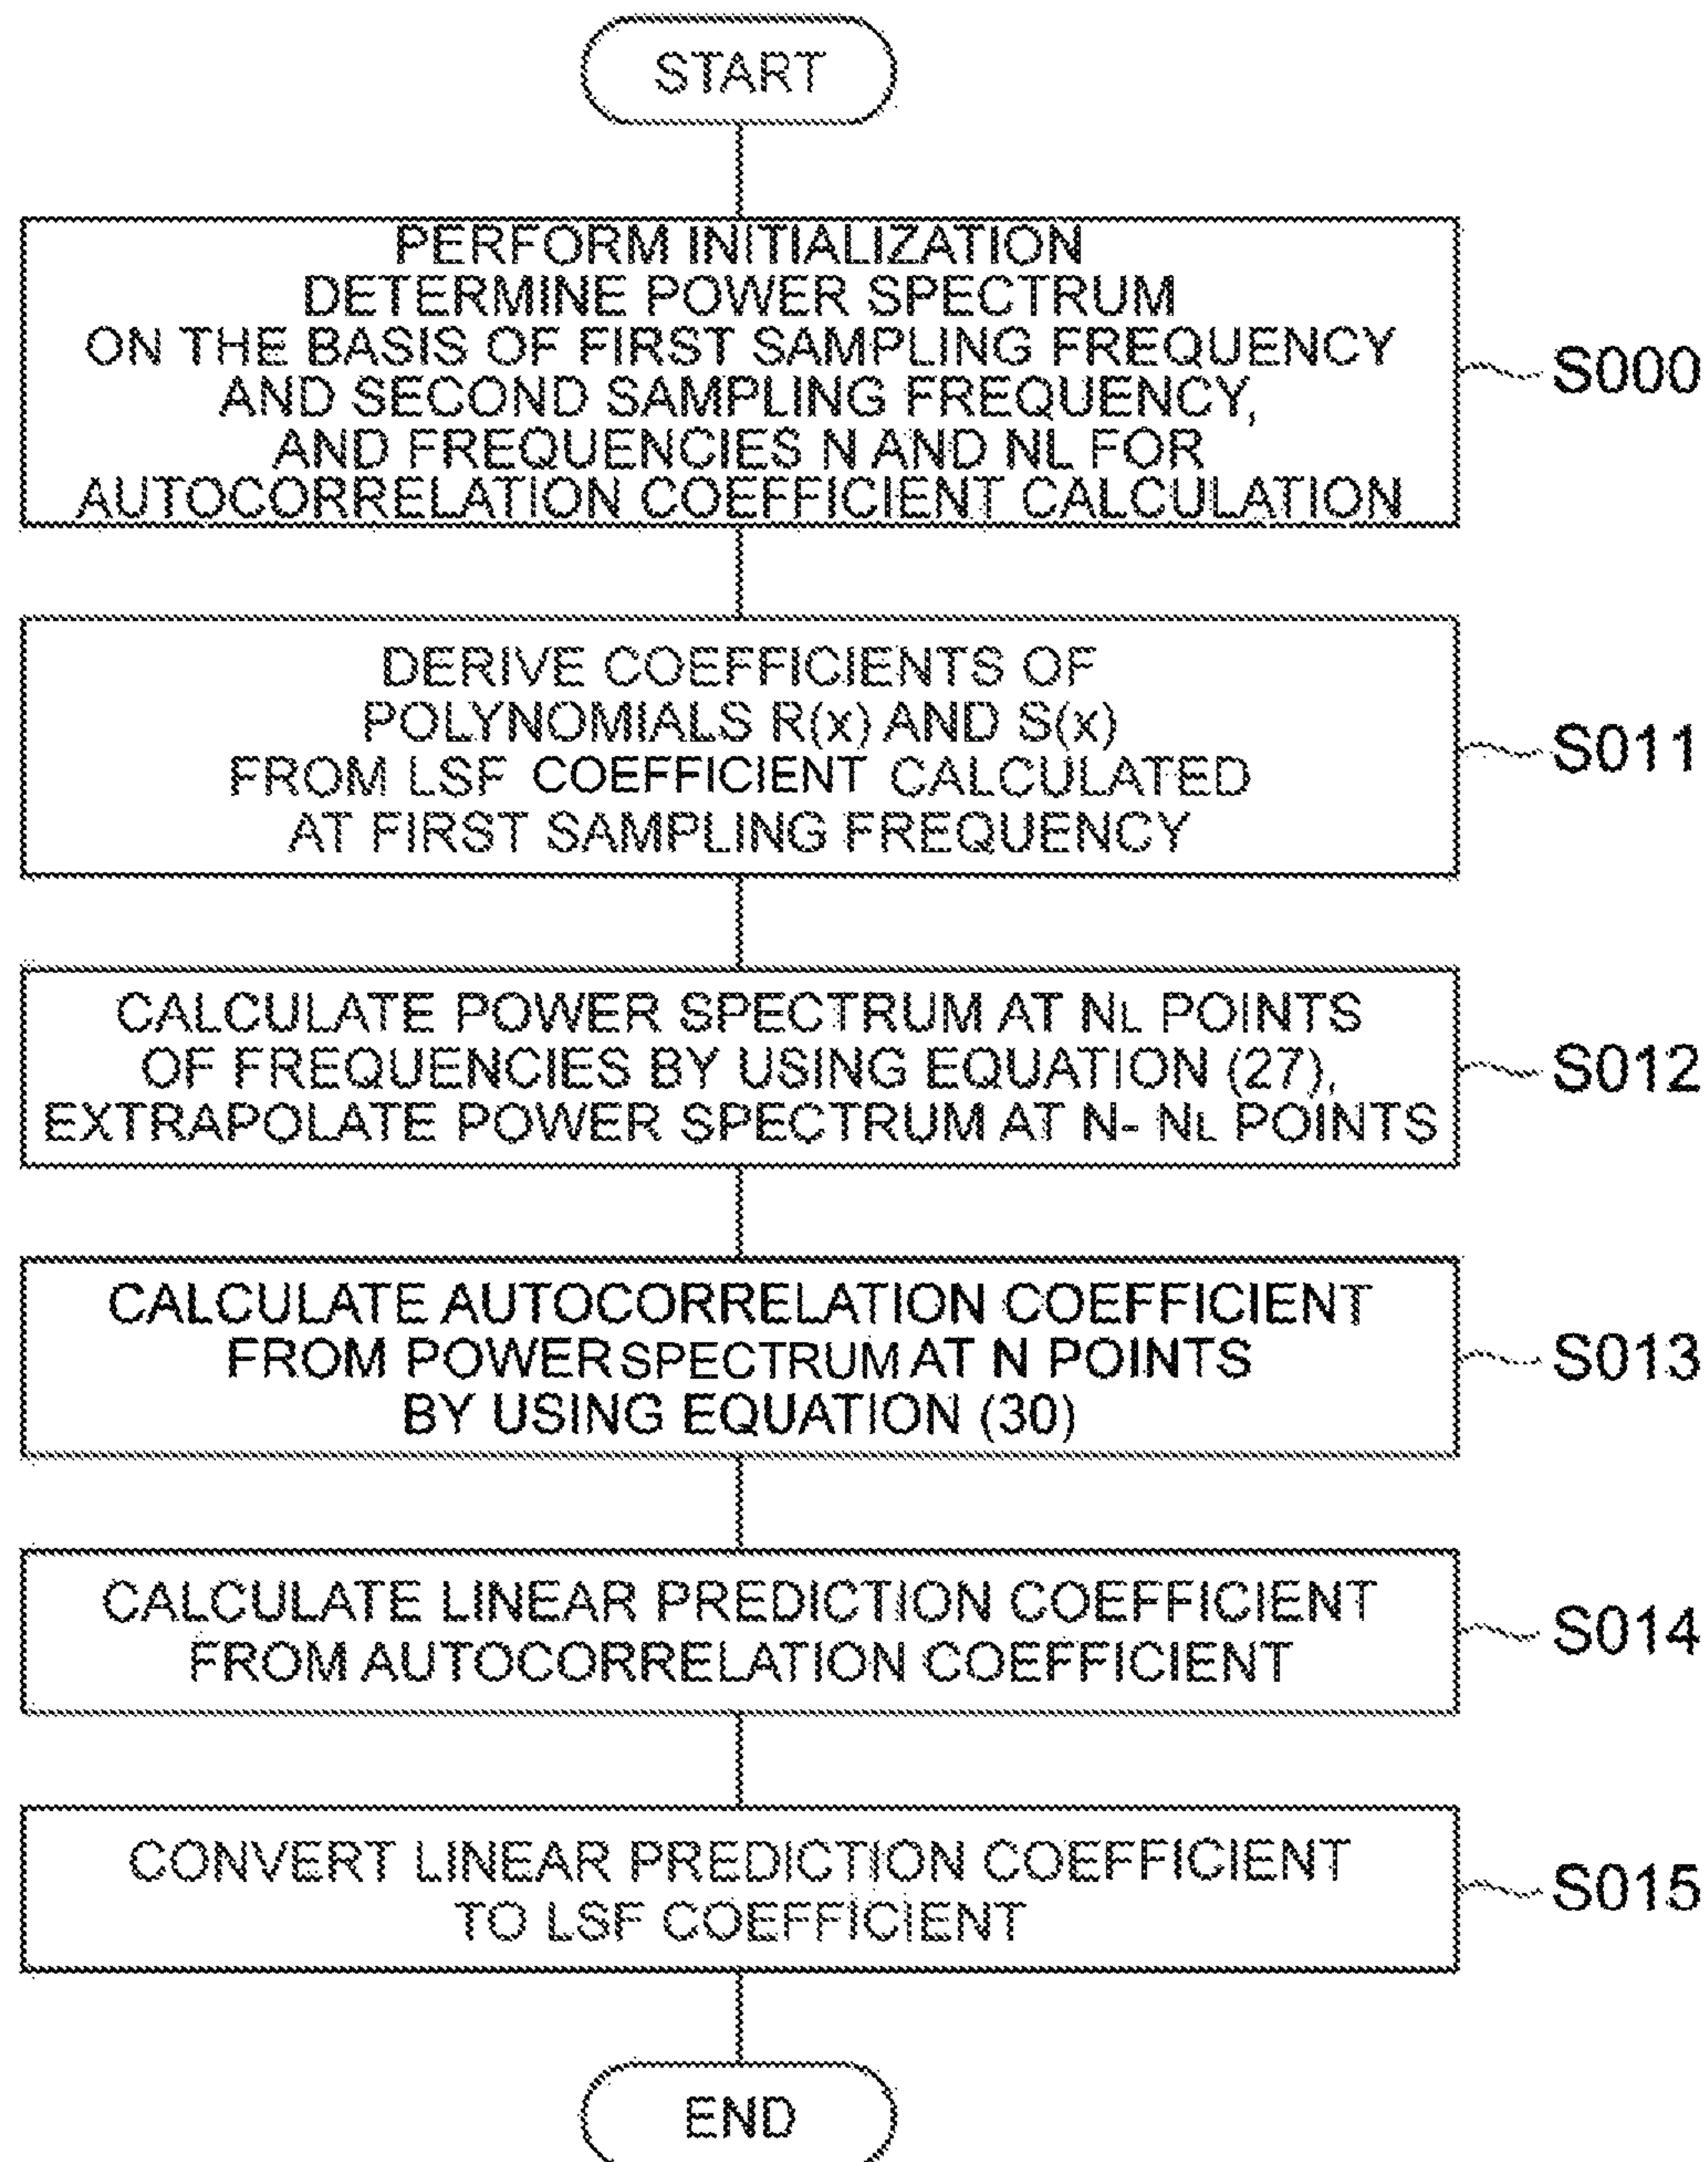 START
PERFORM INITIALIZATION
DETERMINE POWER SPECTRUM
ON THE BASIS OF FIRST SAMPLING FREQUENCY
AND SECOND SAMPLING FREQUENCY,
AND FREQUENCIES N AND NL FOR
AUTOCORRELATION COEFFICIENT CALCULATION
S000
DERIVE COEFFICIENTS OF
POLYNOMIALS R(x) AND S(x)
FROM LSF COEFFICIENT CALCULATED
AT FIRST SAMPLING FREQUENCY
S011
CALCULATE POWER SPECTRUM AT NL POINTS
OF FREQUENCIES BY USING EQUATION (27),
EXTRAPOLATE POWER SPECTRUM AT N- NL POINTS
S012
CALCULATE AUTOCORRELATION COEFFICIENT
FROM POWER SPECTRUM AT N POINTS
BY USING EQUATION (30)
S013
CALCULATE LINEAR PREDICTION COEFFICIENT
FROM AUTOCORRELATION COEFFICIENT
S014
CONVERT LINEAR PREDICTION COEFFICIENT
TO LSF COEFFICIENT
S015
END